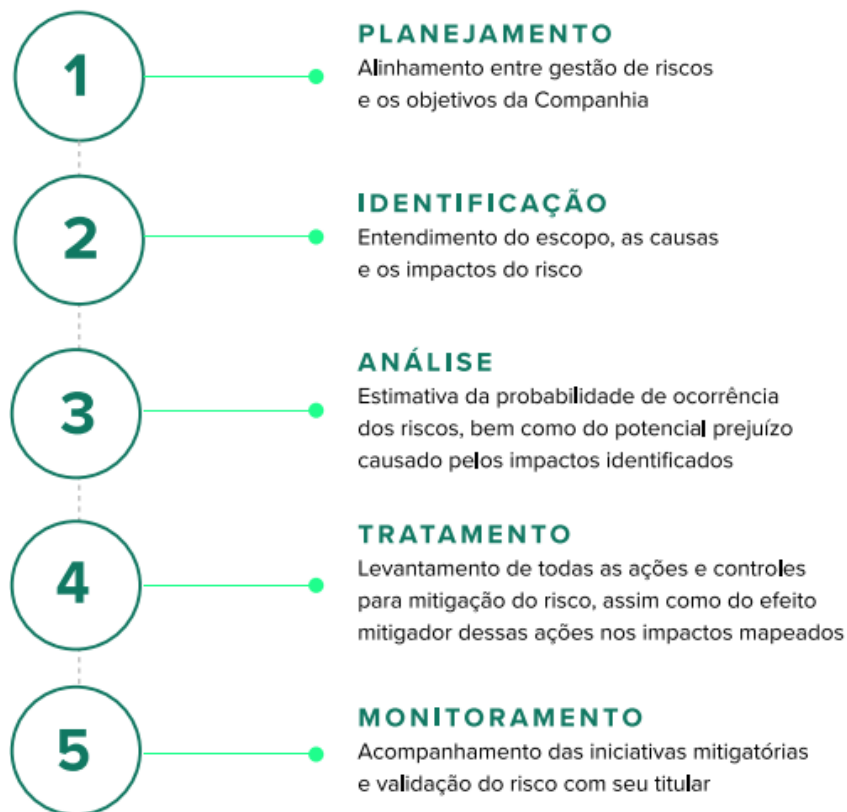 1
PLANEJAMENTO
Alinhamento entre gestão de riscos
e os objetivos da Companhia
2
IDENTIFICAÇÃO
Entendimento do escopo, as causas
e os impactos do risco
3
ANÁLISE
Estimativa da probabilidade de ocorrência
dos riscos, bem como do potencial prejuízo
causado pelos impactos identificados
4
TRATAMENTO
Levantamento de todas as ações e controles
para mitigação do risco, assim como do efeito
mitigador dessas ações nos impactos mapeados
5
MONITORAMENTO
Acompanhamento das iniciativas mitigatórias
e validação do risco com seu titular